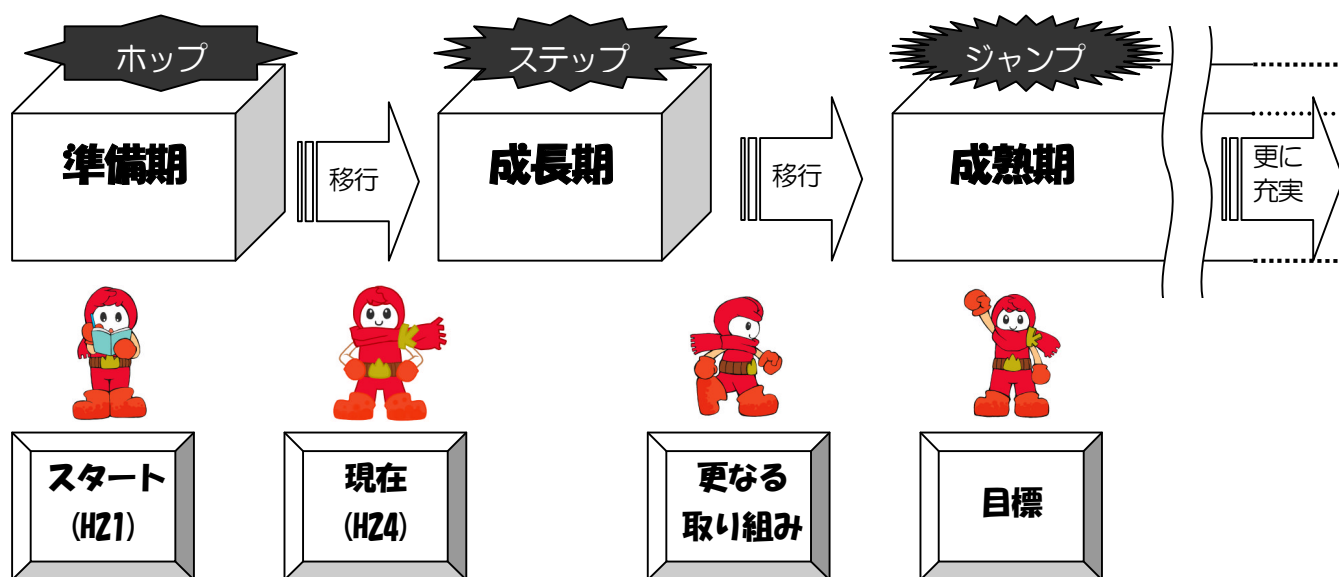 ホップ
ステップ
ジャンプ
準備期
移行
成長期
移行
成熟期
更に
充実
K
K
スタート
(H21)
現在
(H24)
更なる
取り組み
目標